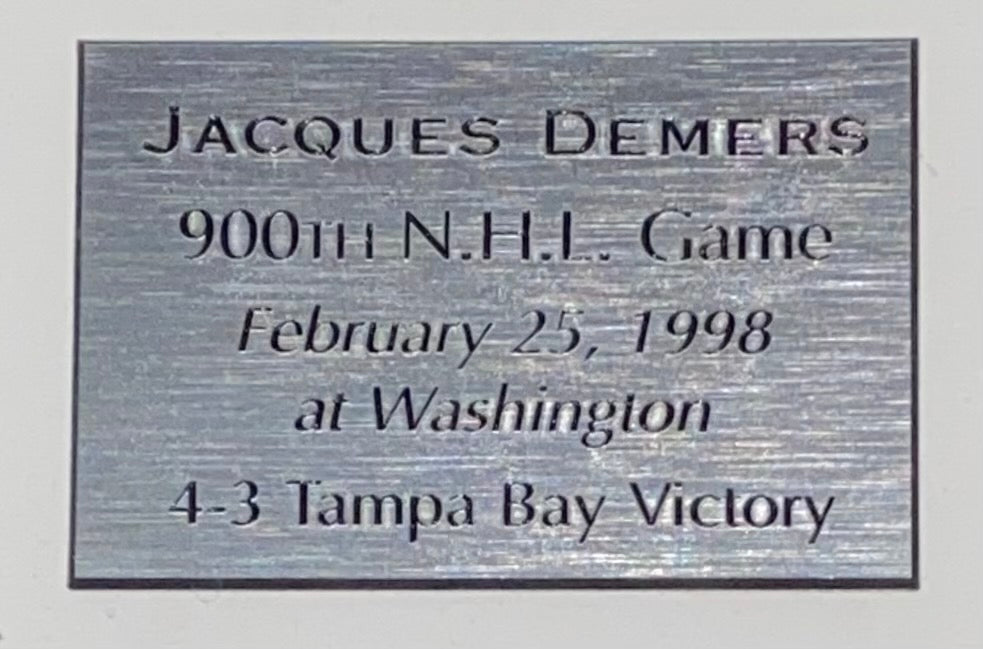 JACQUES DEMERS
900TH N.H.L. Game
February 25, 1998
at Washington
4-3 Tampa Bay Victory